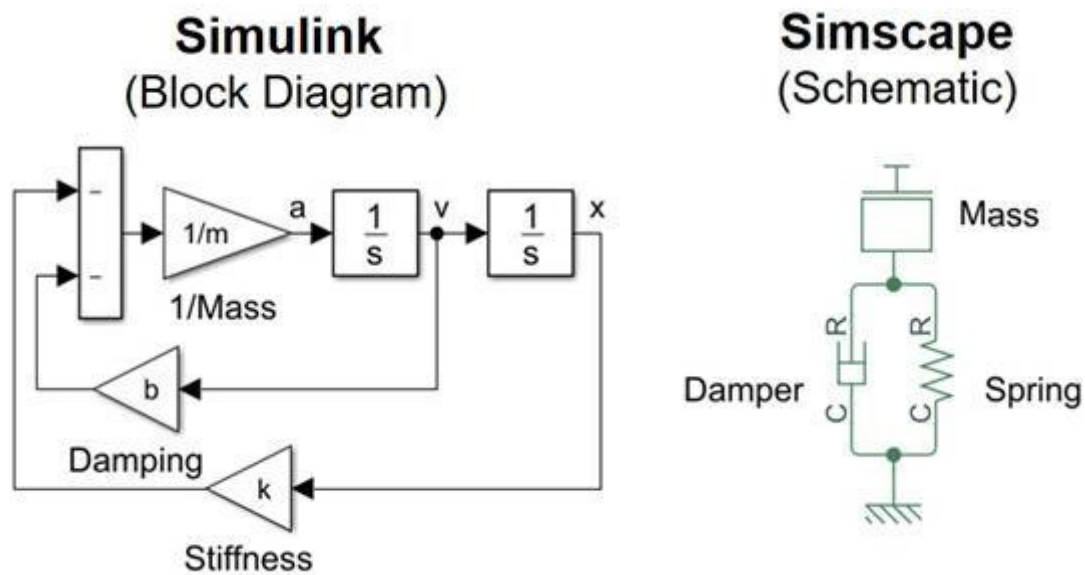 Simulink
(Block Diagram)
-
-
1/m
1/Mass
a
1
s
v
1
s
x
b
Damping
k
Stiffness
Simscape
(Schematic)
Mass
Damper
R
C
R
C
Spring